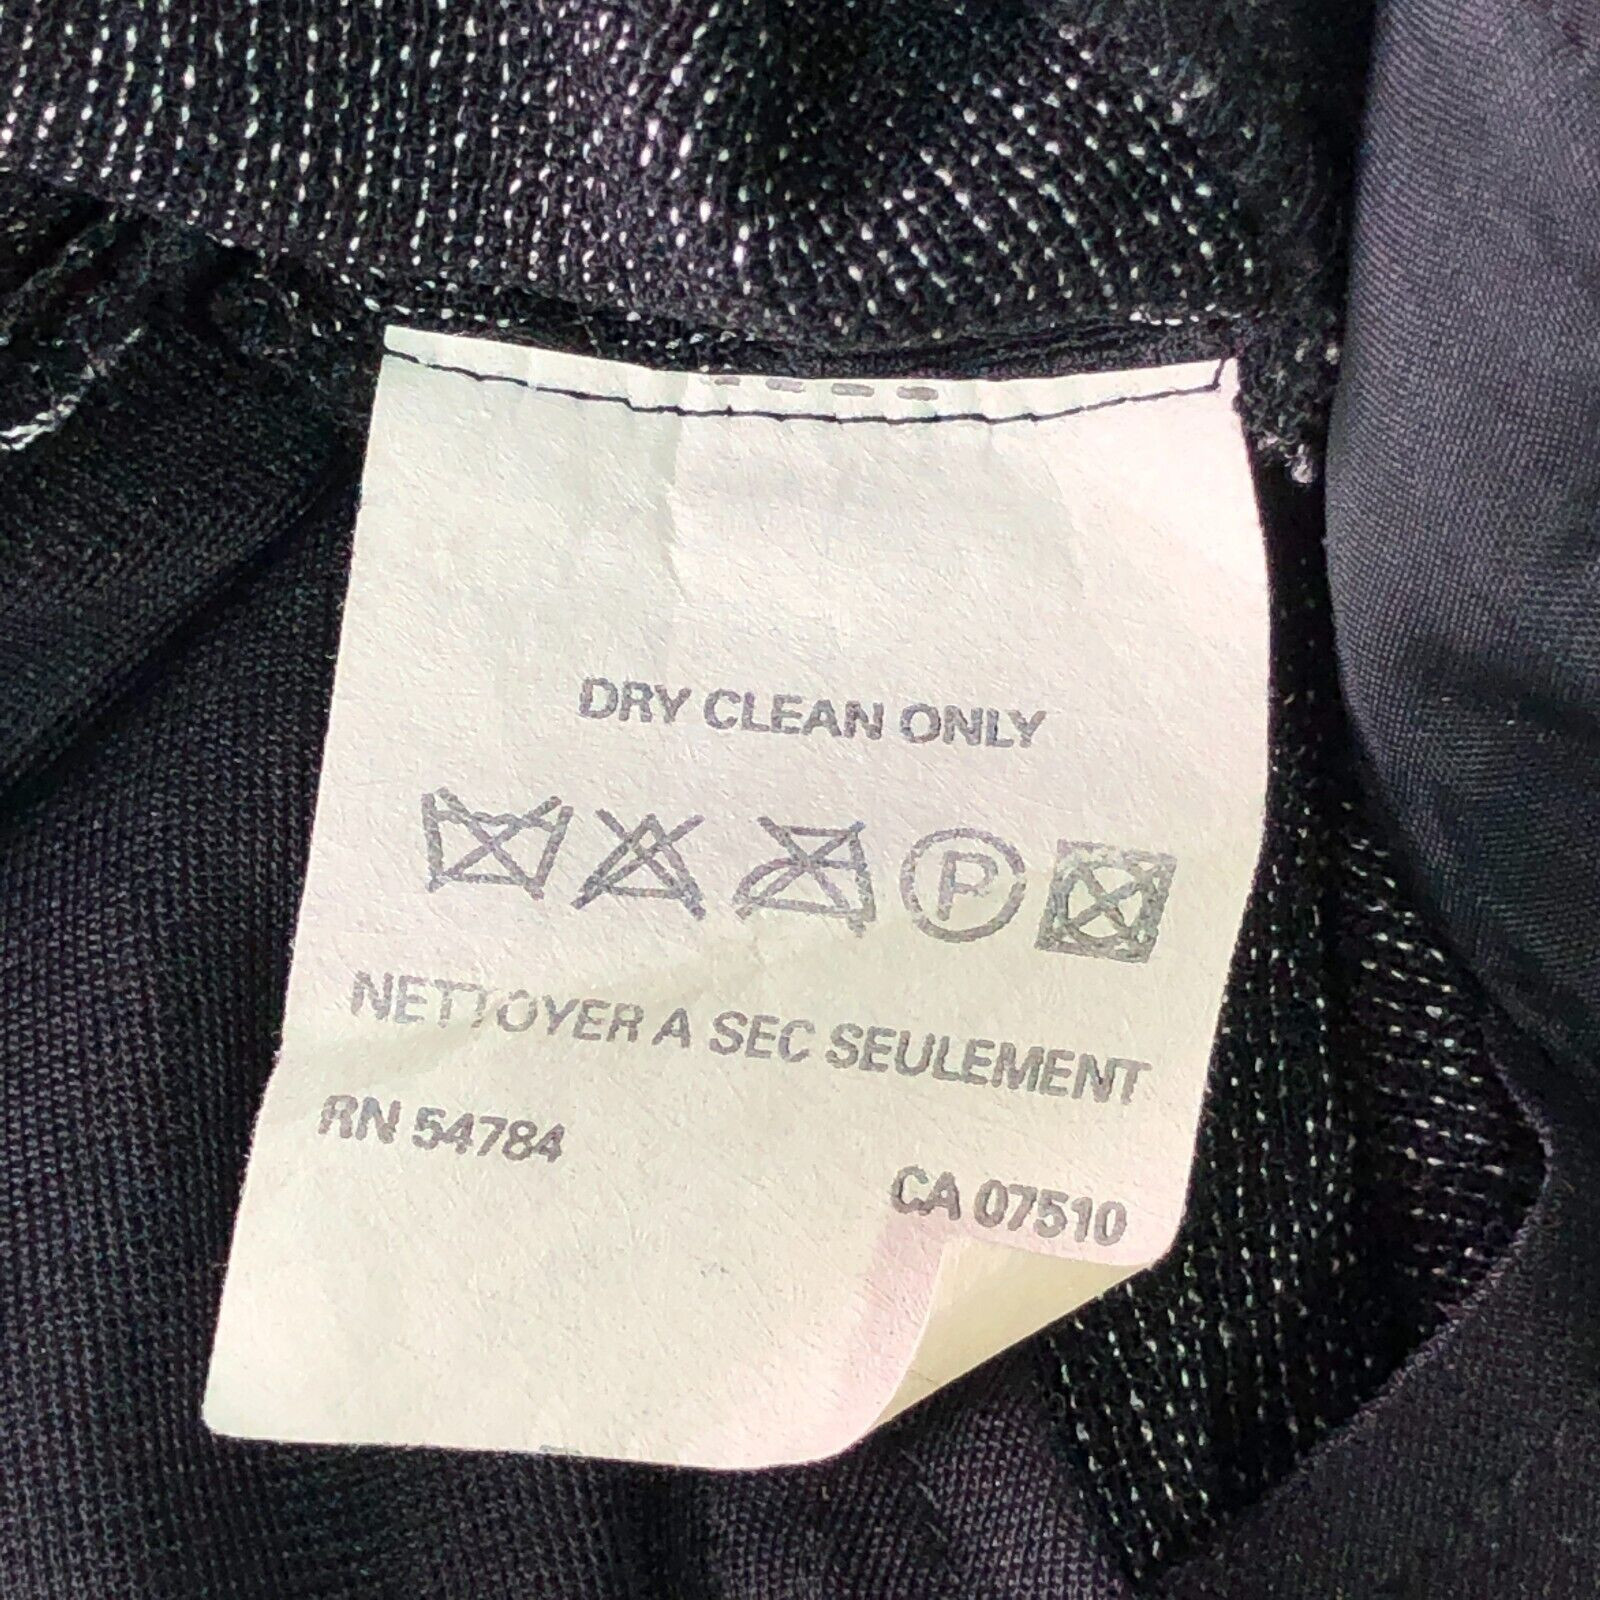 DRY CLEAN ONLY
P
NETTOYER A SEC SEULEMENT
RN 54784
CA 07510